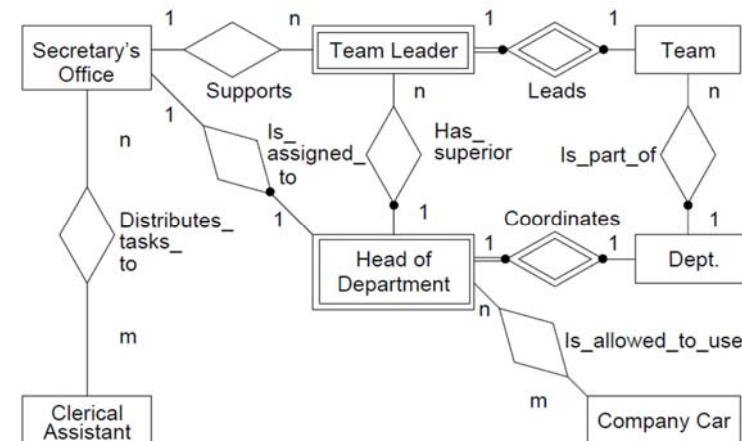 1
n
1
1
Secretary's
Office
Team Leader
Team
Supports
Leads
n
n
1
Is_
assigned_
to
Has_
superior
Is_part_of
n
1
1
1
Coordinates
1
1
Distributes_
tasks_
to
Head of
Department
Dept.
n
Is_allowed_to_use
m
m
Clerical
Assistant
Company Car